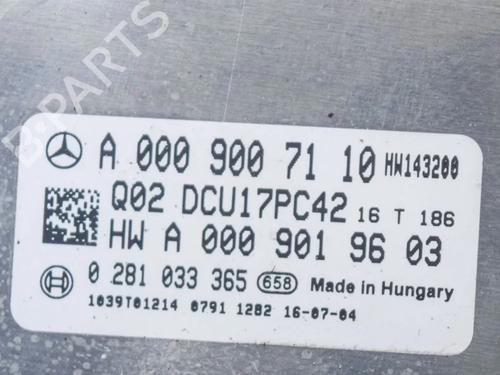 B-PARTS
A 000 900 71 10 HW143200
Q02 DCU17PC42 16 T 186
HW A 000 901 96 03
0 281 033 365 658 Made in Hungary
1039T01214 0791 1282 16-07-04